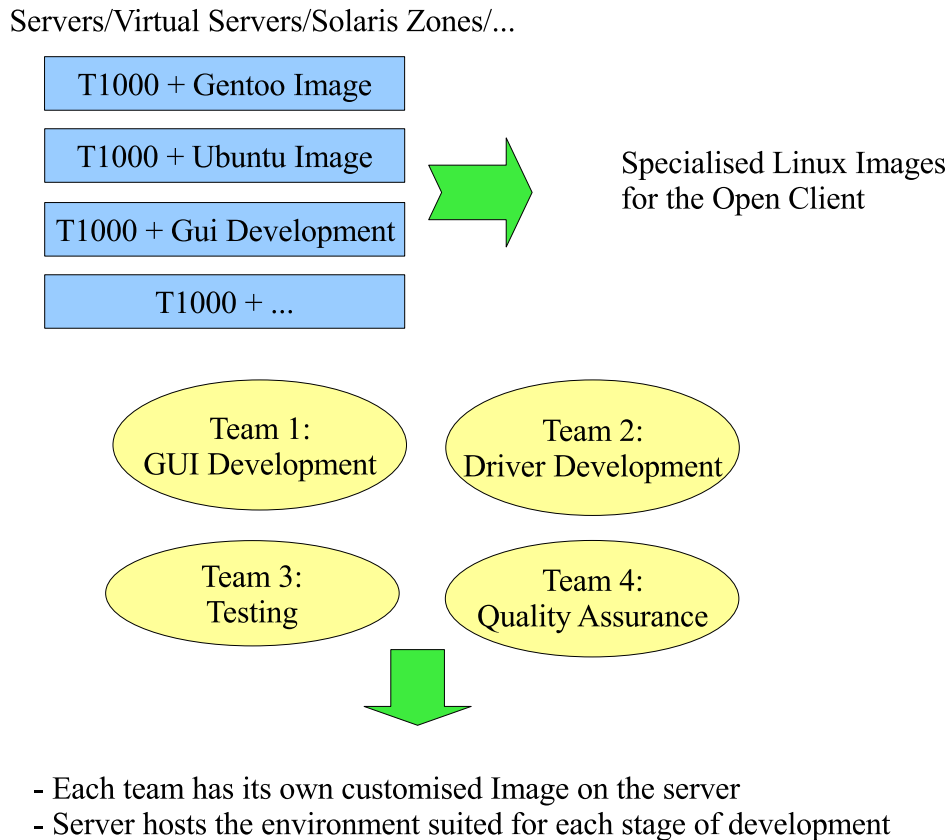 Servers/Virtual Servers/Solaris Zones/...
T1000 + Gentoo Image
T1000 + Ubuntu Image
T1000 + Gui Development
T1000 + ...
Specialised Linux Images
for the Open Client
Team 1:
GUI Development
Team 2:
Driver Development
Team 3:
Testing
Team 4:
Quality Assurance
- Each team has its own customised Image on the server
- Server hosts the environment suited for each stage of development